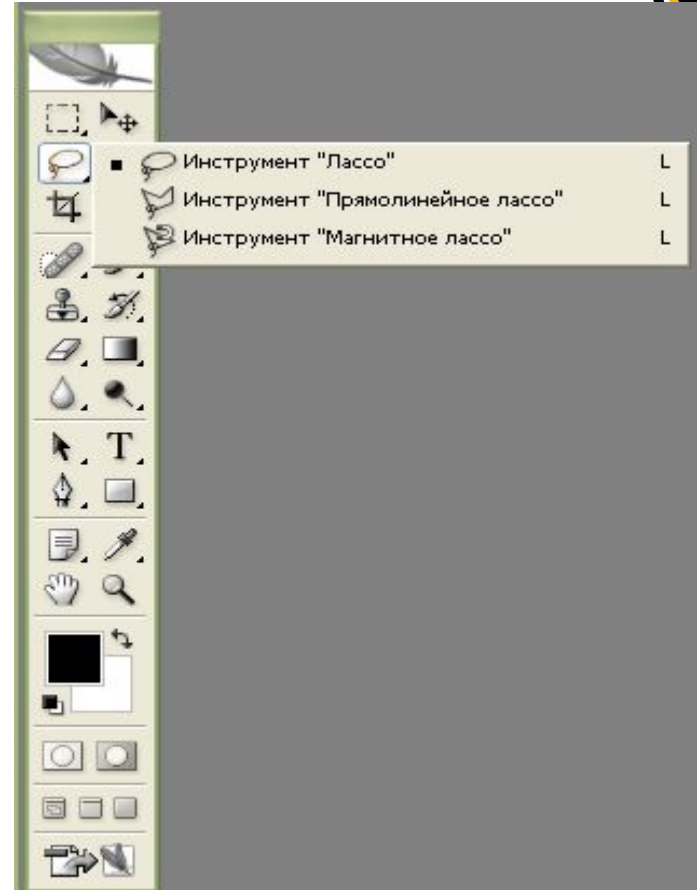 Инструмент "Лассо" L
Инструмент "Прямолинейное лассо" L
Инструмент "Магнитное лассо" L
T